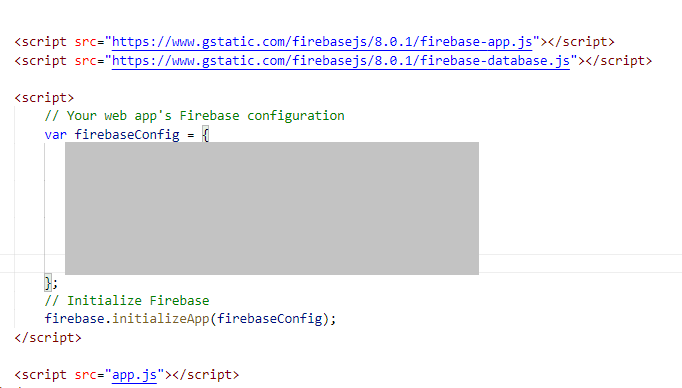 <script src="https://www.gstatic.com/firebasejs/8.0.1/firebase-app.js"></script>
<script src="https://www.gstatic.com/firebasejs/8.0.1/firebase-database.js"></script>
<script>
// Your web app's Firebase configuration
var firebaseConfig = {
};
// Initialize Firebase
firebase.initializeApp(firebaseConfig);
</script>
<script src="app.js"></script>